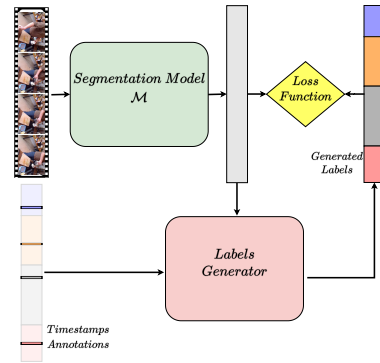 Segmentation Model
M
Loss
Function
Generated
Labels
Labels
Generator
Timestamps
Annotations